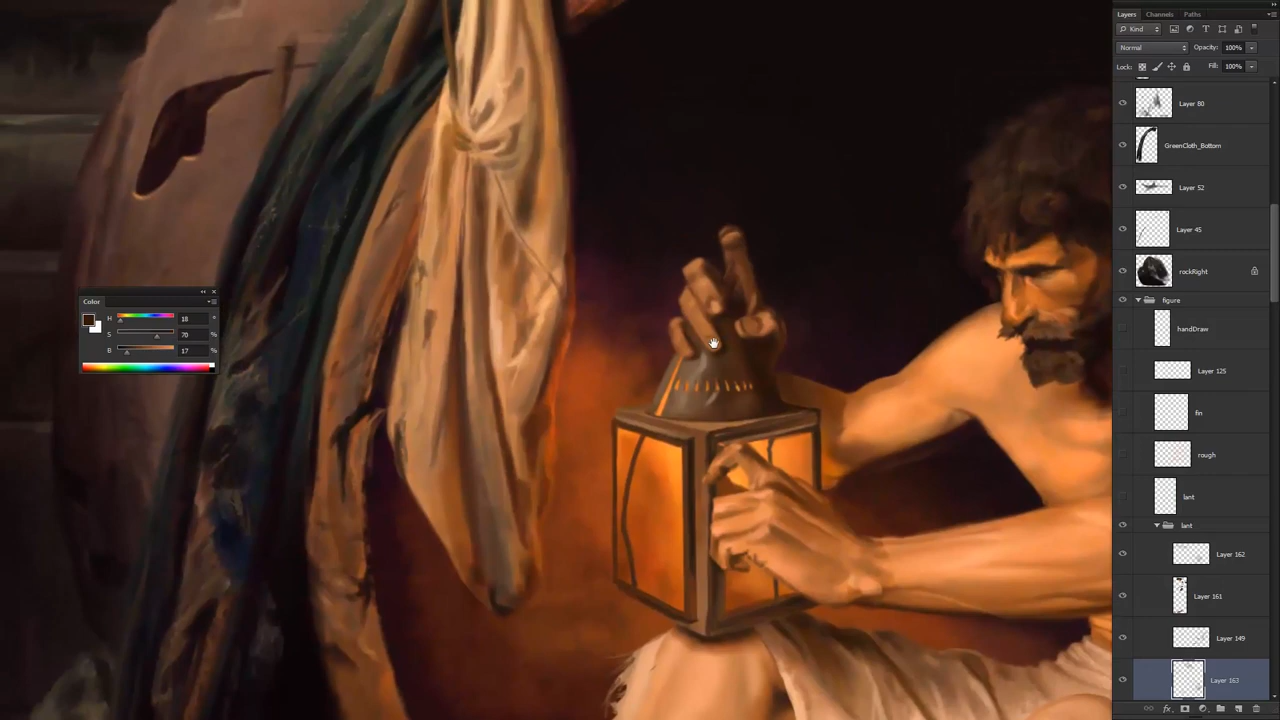 Layers Channels Paths
Kind
Normal Opacity: 100%
Lock: Fill: 100%
Layer 80
GreenCloth_Bottom
Layer 52
Layer 45
rockRight
figure
handDraw
Layer 125
fin
rough
lant
lant
Layer 162
Layer 161
Layer 149
Layer 163
fx
Color
H 18 °
S 70 %
B 17 %